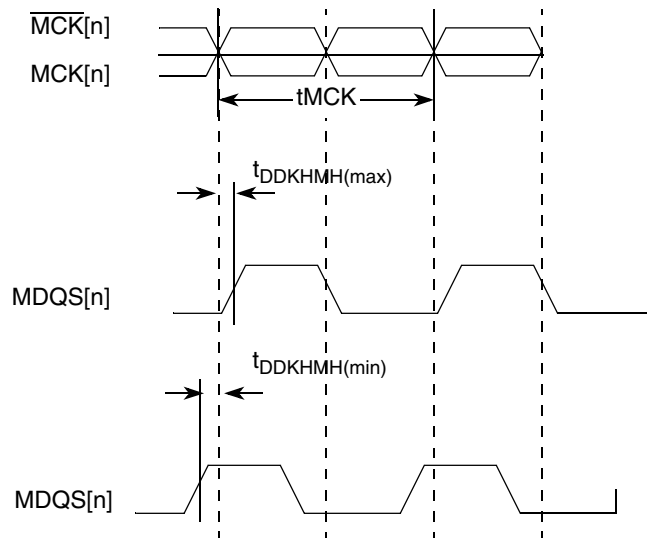 MCK[n]
MCK[n]
tMCK
tDDKHMH(max)
MDQS[n]
tDDKHMH(min)
MDQS[n]